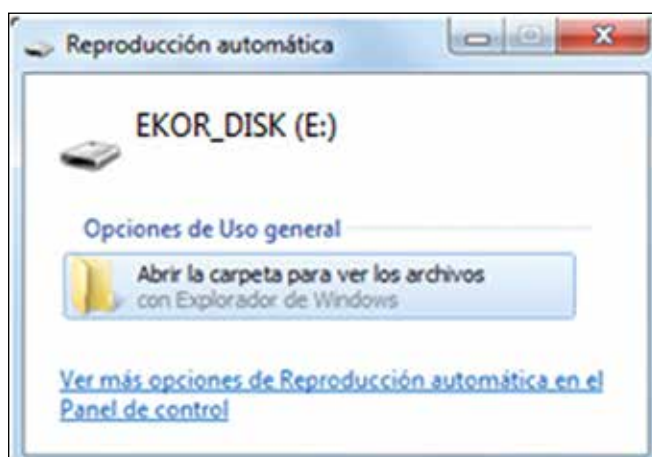 Reproducción automática
EKOR_DISK (E:)
Opciones de Uso general
Abrir la carpeta para ver los archivos
con Explorador de Windows
Ver más opciones de Reproducción automática en el
Panel de control